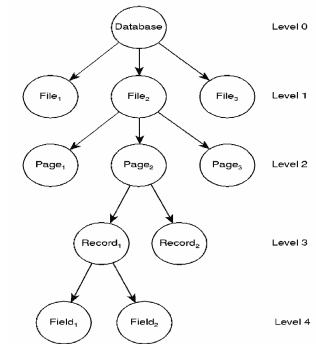 Database Level 0
File₁ File₂ File₃ Level 1
Page₁ Page₂ Page₃ Level 2
Record₁ Record₂ Level 3
Field₁ Field₂ Level 4